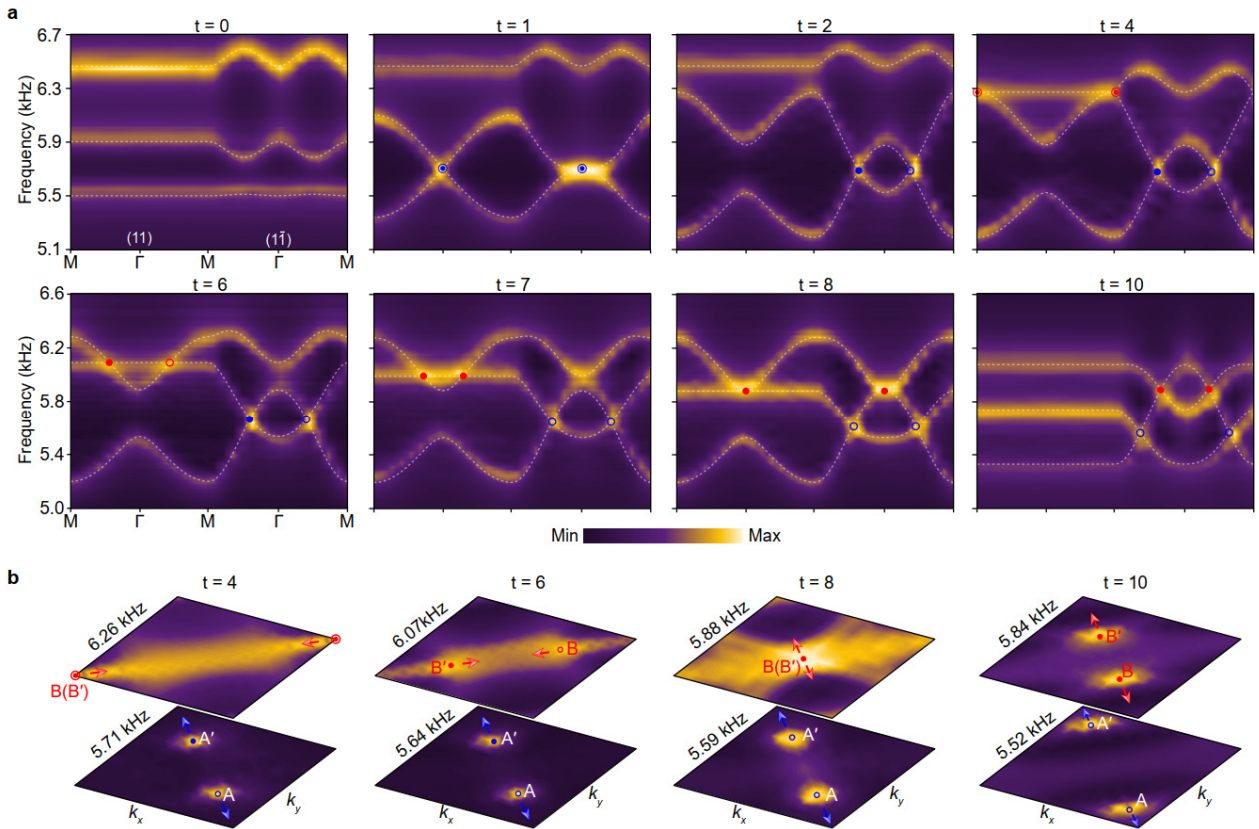 a
t = 0
t = 1
t = 2
t = 4
Frequency (kHz)
6.7
6.3
5.9
5.5
5.1
(11)
(11̄)
M Γ M Γ M
t = 6
t = 7
t = 8
t = 10
Frequency (kHz)
6.6
6.2
5.8
5.4
5.0
M Γ M Γ M
Min
Max
b
t = 4
t = 6
t = 8
t = 10
6.26 kHz
B(B′)
6.07kHz
B′
B
5.88 kHz
B(B′)
5.84 kHz
B′
B
5.71 kHz
A′
A
kx
ky
5.64 kHz
A′
A
kx
ky
5.59 kHz
A′
A
kx
ky
5.52 kHz
A′
A
kx
ky